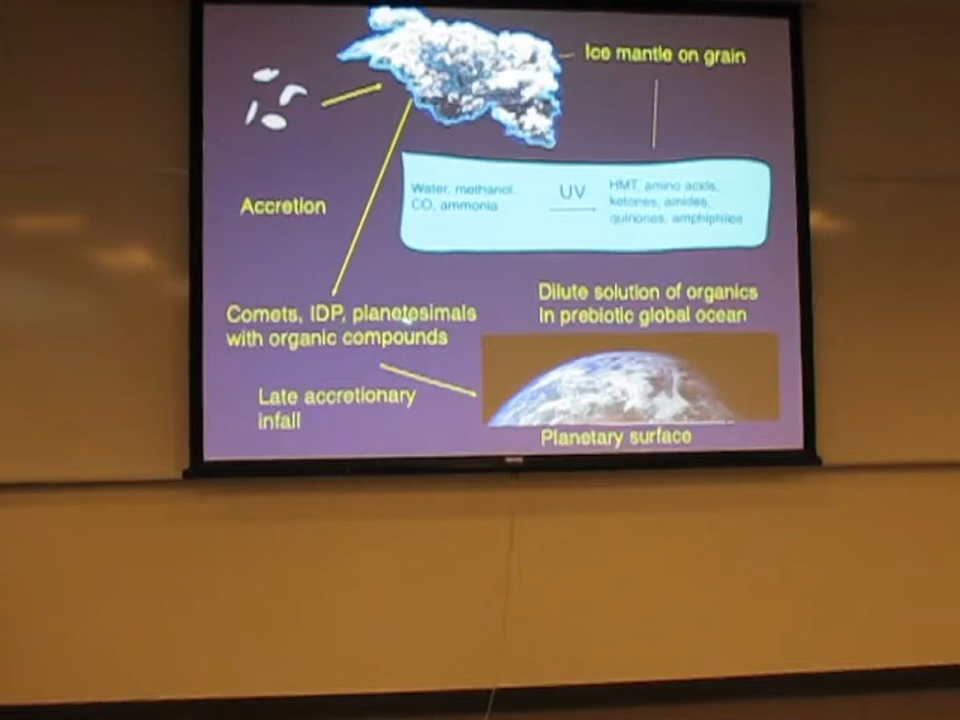 Ice mantle on grain
Water, methanol,
CO, ammonia
UV
HMT, amino acids,
ketones, amides,
quinones, amphiphiles
Accretion
Dilute solution of organics
in prebiotic global ocean
Comets, IDP, planetesimals
with organic compounds
Late accretionary
infall
Planetary surface